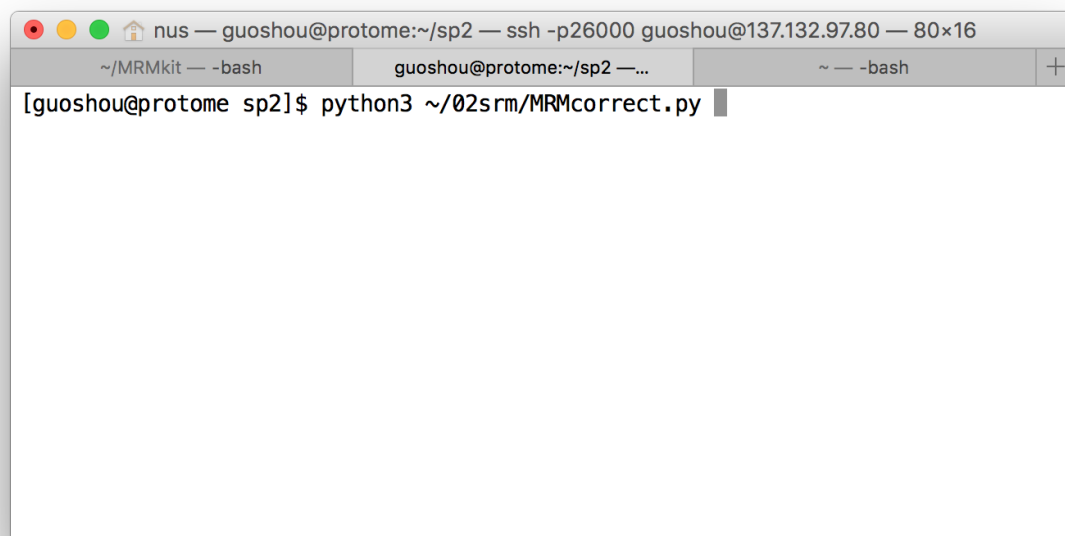 nus — guoshou@protome:~/sp2 — ssh -p26000 guoshou@137.132.97.80 — 80×16
~/MRMkit — -bash
guoshou@protome:~/sp2 —...
~ — -bash
[guoshou@protome sp2]$ python3 ~/02srm/MRMcorrect.py